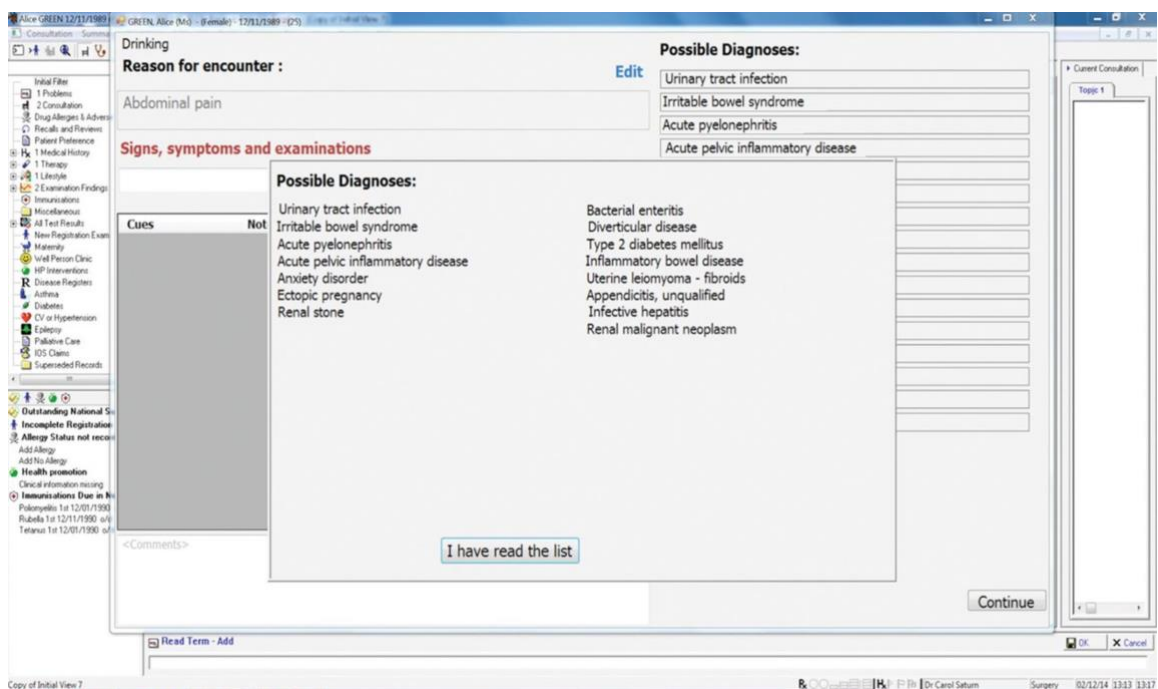 Alice GREEN 12/11/1989
GREEN, Alice (Ms) - (Female) - 12/11/1989 - (25)
Consultation Summa
Initial Filter
1 Problems
2 Consultation
Drug Allergies & Advers
Recalls and Reviews
Patient Preference
1 Medical History
1 Therapy
1 Lifestyle
2 Examination Findings
Immunisations
Miscellaneous
All Test Results
New Registration Exam
Maternity
Well Person Clinic
HP Interventions
Disease Registers
Asthma
Diabetes
CV or Hypertension
Epilepsy
Palliative Care
IOS Claims
Superseded Records
Outstanding National S
Incomplete Registration
Allergy Status not reco
Add Allergy
Add No Allergy
Health promotion
Clinical information missing
Immunisations Due in N
Poliomyelitis 1st 12/01/1990
Rubella 1st 12/11/1990 o/
Tetanus 1st 12/01/1990 o/
Copy of Initial View 7
Drinking
Reason for encounter :
Edit
Abdominal pain
Signs, symptoms and examinations
Cues
Not
<Comments>
Possible Diagnoses:
Urinary tract infection
Irritable bowel syndrome
Acute pyelonephritis
Acute pelvic inflammatory disease
Possible Diagnoses:
Urinary tract infection
Irritable bowel syndrome
Acute pyelonephritis
Acute pelvic inflammatory disease
Anxiety disorder
Ectopic pregnancy
Renal stone
Bacterial enteritis
Diverticular disease
Type 2 diabetes mellitus
Inflammatory bowel disease
Uterine leiomyoma - fibroids
Appendicitis, unqualified
Infective hepatitis
Renal malignant neoplasm
I have read the list
Continue
Current Consultation
Topic 1
Read Term - Add
OK
Cancel
Dr Carol Saturn
Surgery
02/12/14 13:13 13:17